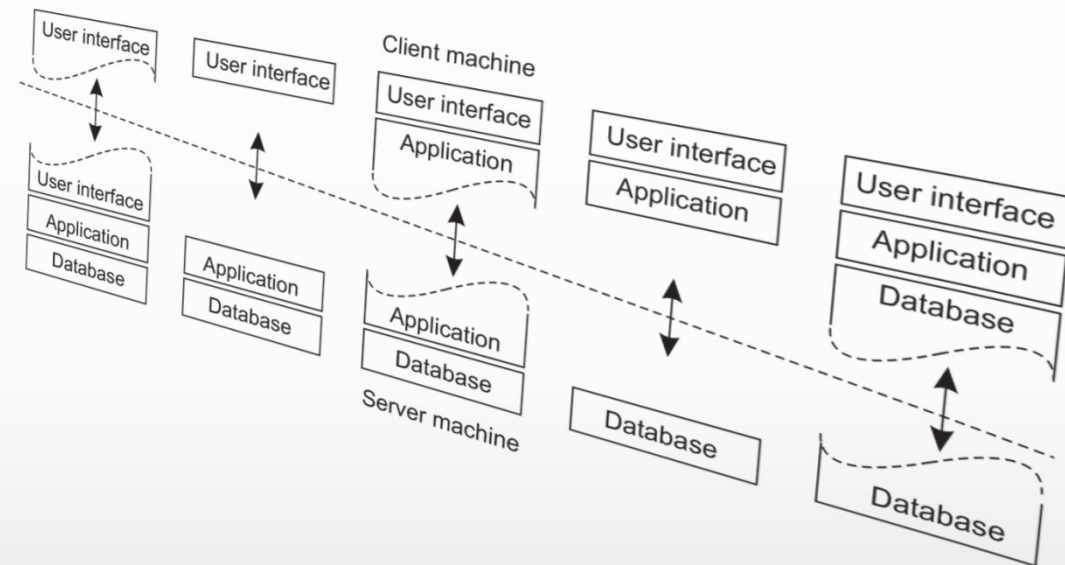 User interface
User interface
Application
Database
User interface
Application
Database
Client machine
User interface
Application
Application
Database
Server machine
User interface
Application
Database
User interface
Application
Database
Database